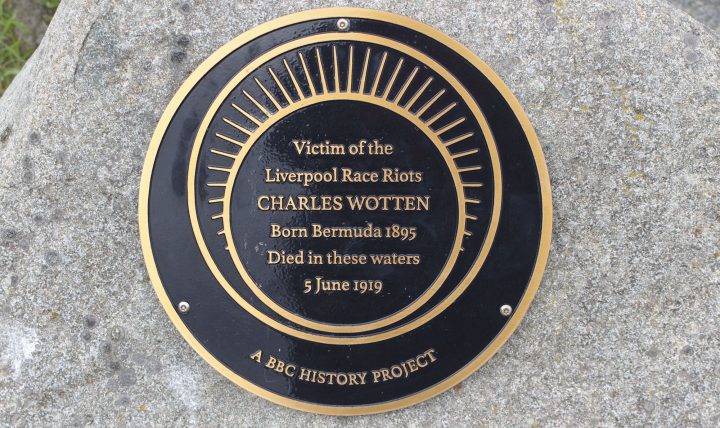 Victim of the
Liverpool Race Riots
CHARLES WOTTEN
Born Bermuda 1895
Died in these waters
5 June 1919
A BBC HISTORY PROJECT